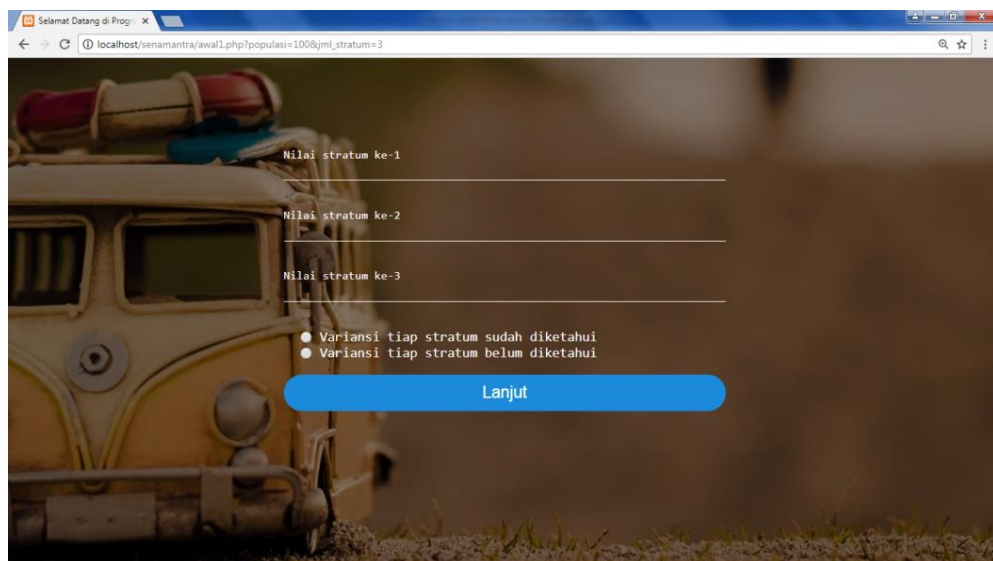 Selamat Datang di Progr
localhost/senamantra/awal1.php?populasi=100&jml_stratum=3
Nilai stratum ke-1
Nilai stratum ke-2
Nilai stratum ke-3
Variansi tiap stratum sudah diketahui
Variansi tiap stratum belum diketahui
Lanjut